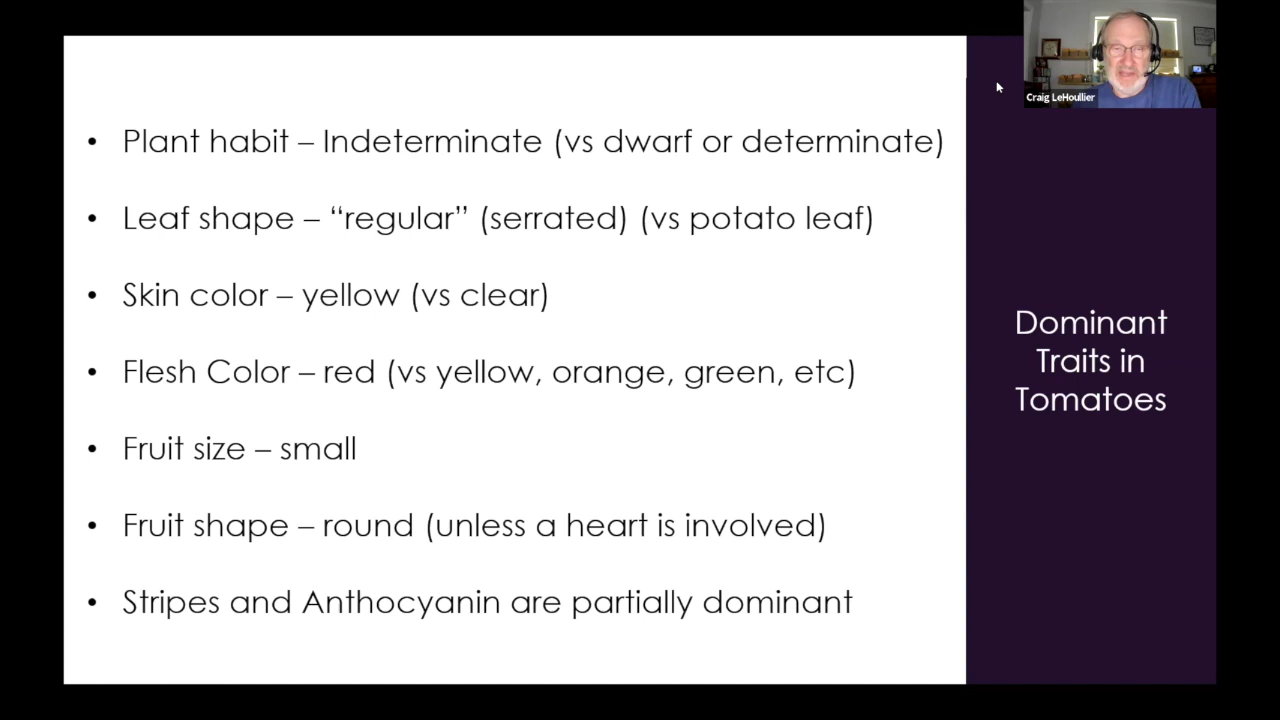 • Plant habit – Indeterminate (vs dwarf or determinate)
• Leaf shape – “regular” (serrated) (vs potato leaf)
• Skin color – yellow (vs clear)
• Flesh Color – red (vs yellow, orange, green, etc)
• Fruit size – small
• Fruit shape – round (unless a heart is involved)
• Stripes and Anthocyanin are partially dominant
Dominant
Traits in
Tomatoes
Craig LeHoullier